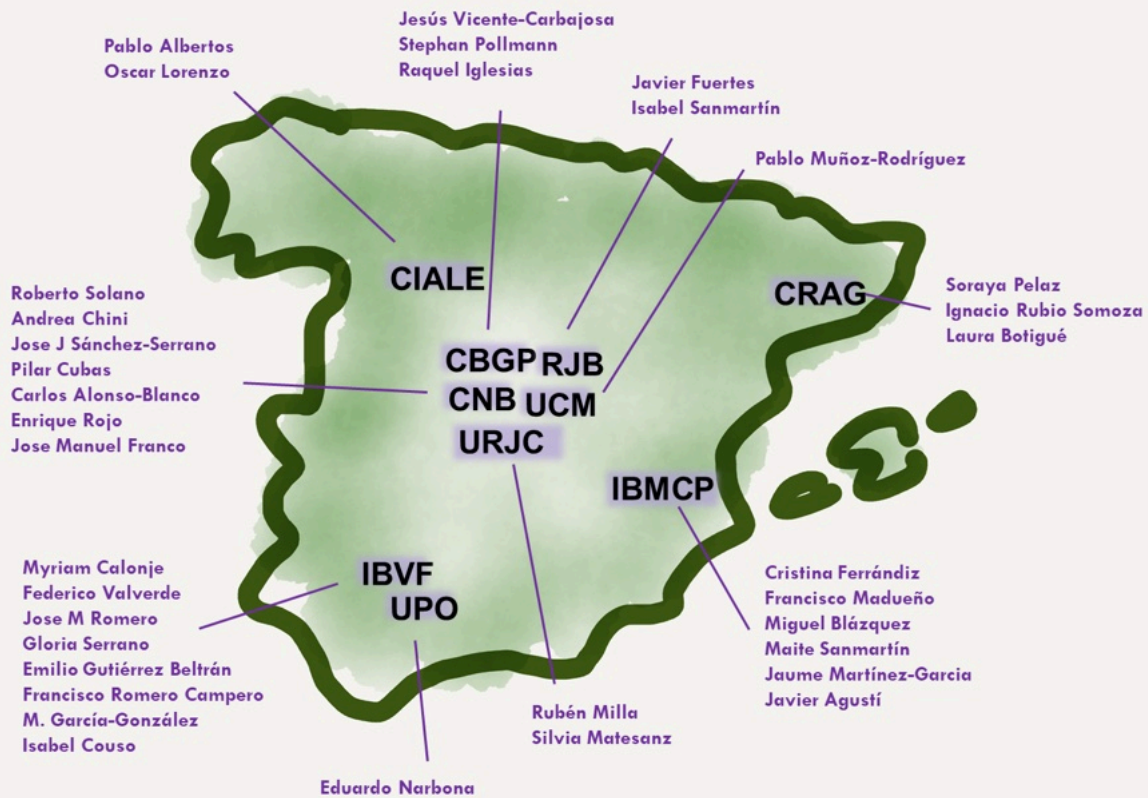 Jesús Vicente-Carbajosa
Stephan Pollmann
Raquel Iglesias
Pablo Albertos
Oscar Lorenzo
Javier Fuertes
Isabel Sanmartín
Pablo Muñoz-Rodríguez
CIALE
CRAG
Soraya Pelaz
Ignacio Rubio Somoza
Laura Botigué
Roberto Solano
Andrea Chini
Jose J Sánchez-Serrano
Pilar Cubas
Carlos Alonso-Blanco
Enrique Rojo
Jose Manuel Franco
CBGP RJB
CNB UCM
URJC
IBMCP
IBVF
UPO
Myriam Calonje
Federico Valverde
Jose M Romero
Gloria Serrano
Emilio Gutiérrez Beltrán
Francisco Romero Campero
M. García-González
Isabel Couso
Cristina Ferrándiz
Francisco Madueño
Miguel Blázquez
Maite Sanmartín
Jaume Martínez-Garcia
Javier Agustí
Rubén Milla
Silvia Matesanz
Eduardo Narbona